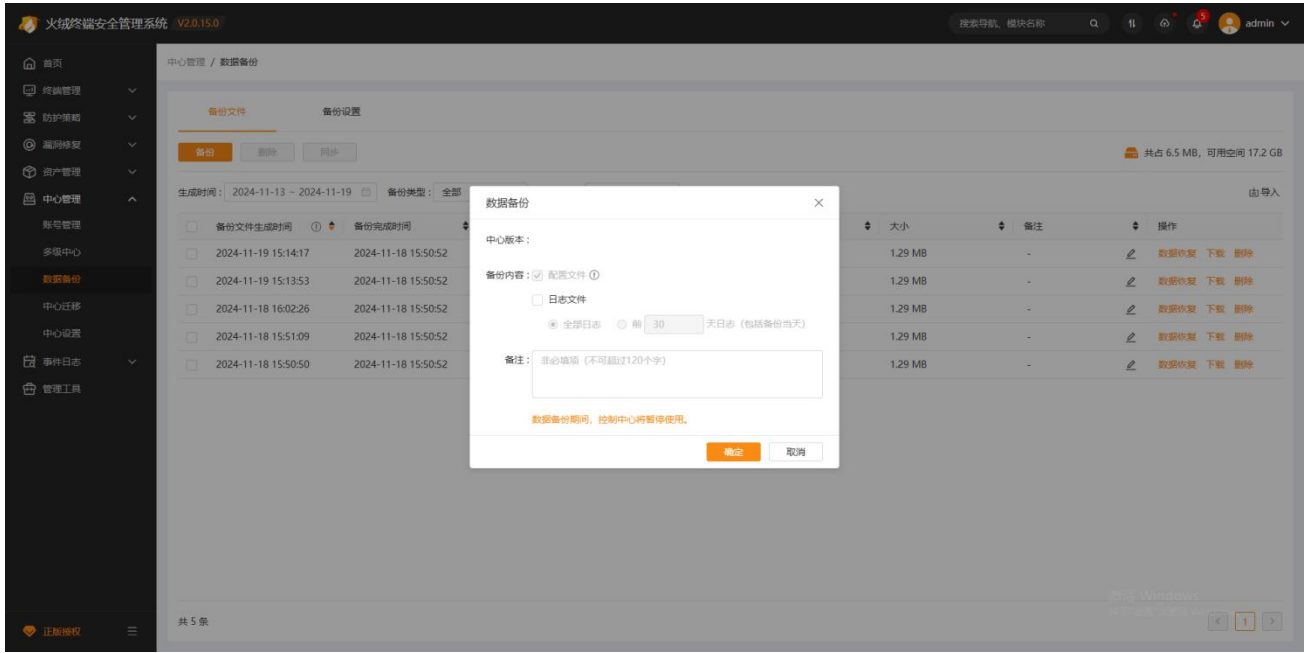 火绒终端安全管理系统 V2.0.15.0 搜索导航、模块名称 5 admin
首页
终端管理
防护策略
漏洞修复
资产管理
中心管理
账号管理
多级中心
数据备份
中心迁移
中心设置
事件日志
管理工具
正版授权
中心管理 / 数据备份
备份文件 备份设置
备份 删除 同步 共占 6.5 MB，可用空间 17.2 GB
生成时间： 2024-11-13 ~ 2024-11-19 备份类型： 全部 导入
备份文件生成时间 备份完成时间 大小 备注 操作
2024-11-19 15:14:17 2024-11-18 15:50:52 1.29 MB - 数据恢复 下载 删除
2024-11-19 15:13:53 2024-11-18 15:50:52 1.29 MB - 数据恢复 下载 删除
2024-11-18 16:02:26 2024-11-18 15:50:52 1.29 MB - 数据恢复 下载 删除
2024-11-18 15:51:09 2024-11-18 15:50:52 1.29 MB - 数据恢复 下载 删除
2024-11-18 15:50:50 2024-11-18 15:50:52 1.29 MB - 数据恢复 下载 删除
数据备份
中心版本：
备份内容： 配置文件
日志文件
全部日志 前 30 天日志（包括备份当天）
备注： 非必填项（不可超过120个字）
数据备份期间，控制中心将暂停使用。
确定 取消
激活 Windows
共 5 条 1